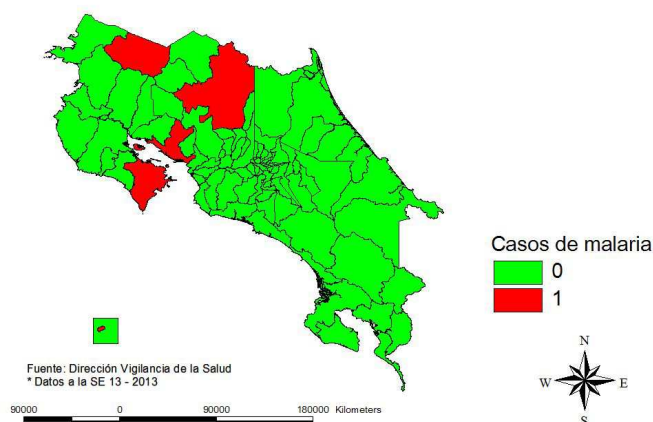 Casos de malaria
0
1
Fuente: Dirección Vigilancia de la Salud
* Datos a la SE 13 - 2013
90000 0 90000 180000 Kilometers
N
W E
S